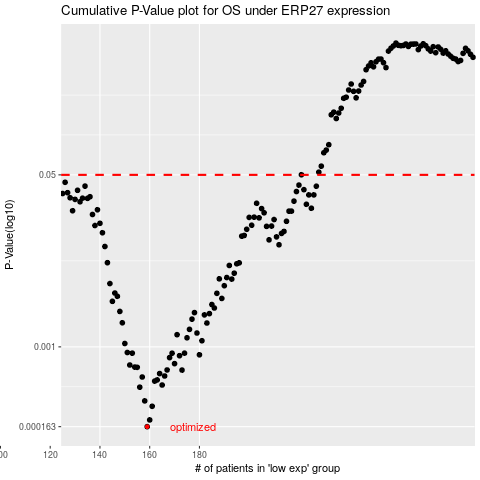 Cumulative P-Value plot for OS under ERP27 expression
P-Value(log10)
0.05
0.001
0.000163
optimized
00 120 140 160 180
# of patients in 'low exp' group